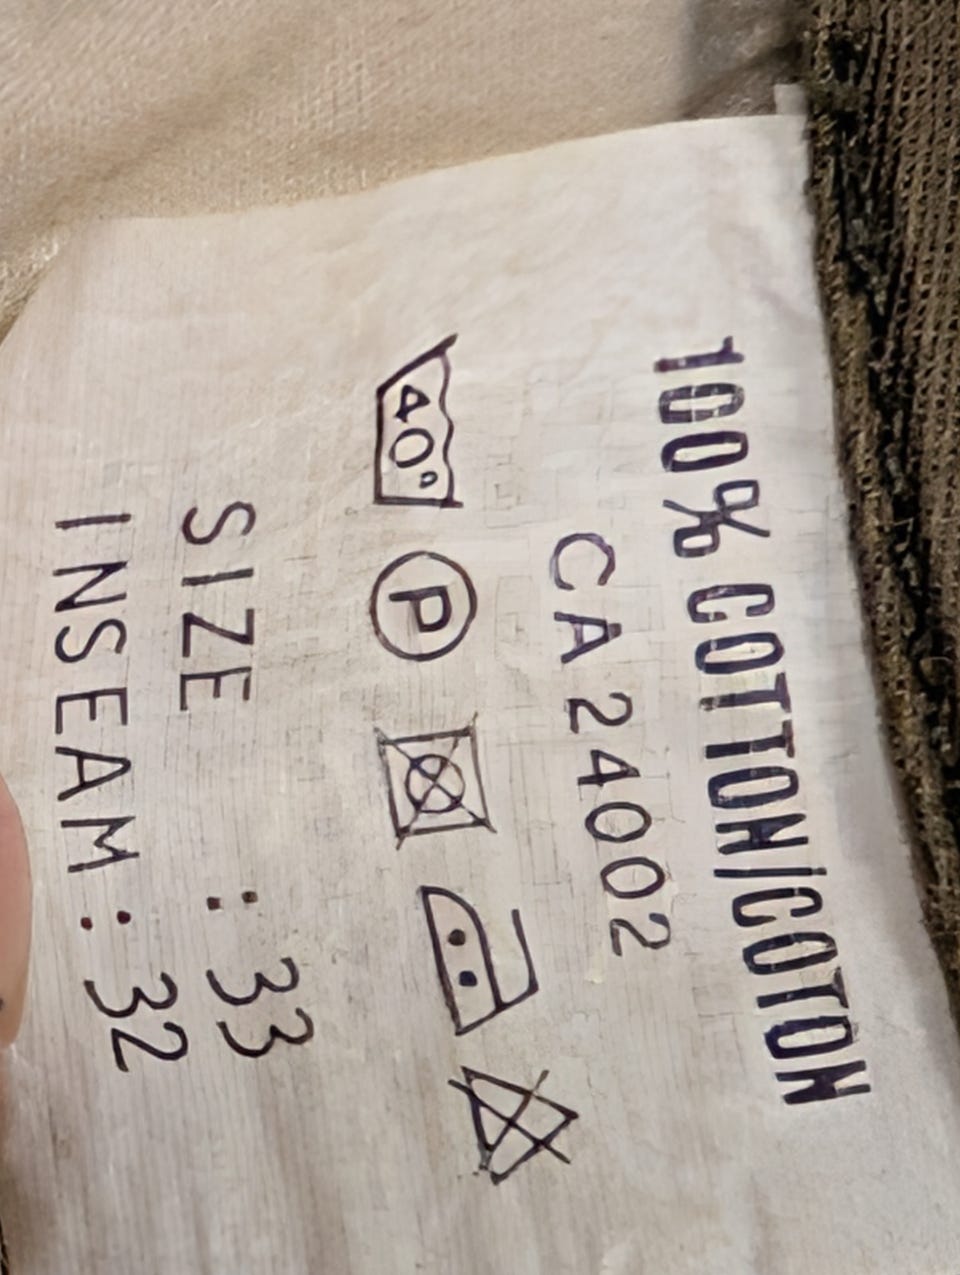 100% COTTON/COTON
CA 24002
40° P
SIZE : 33
INSEAM : 32